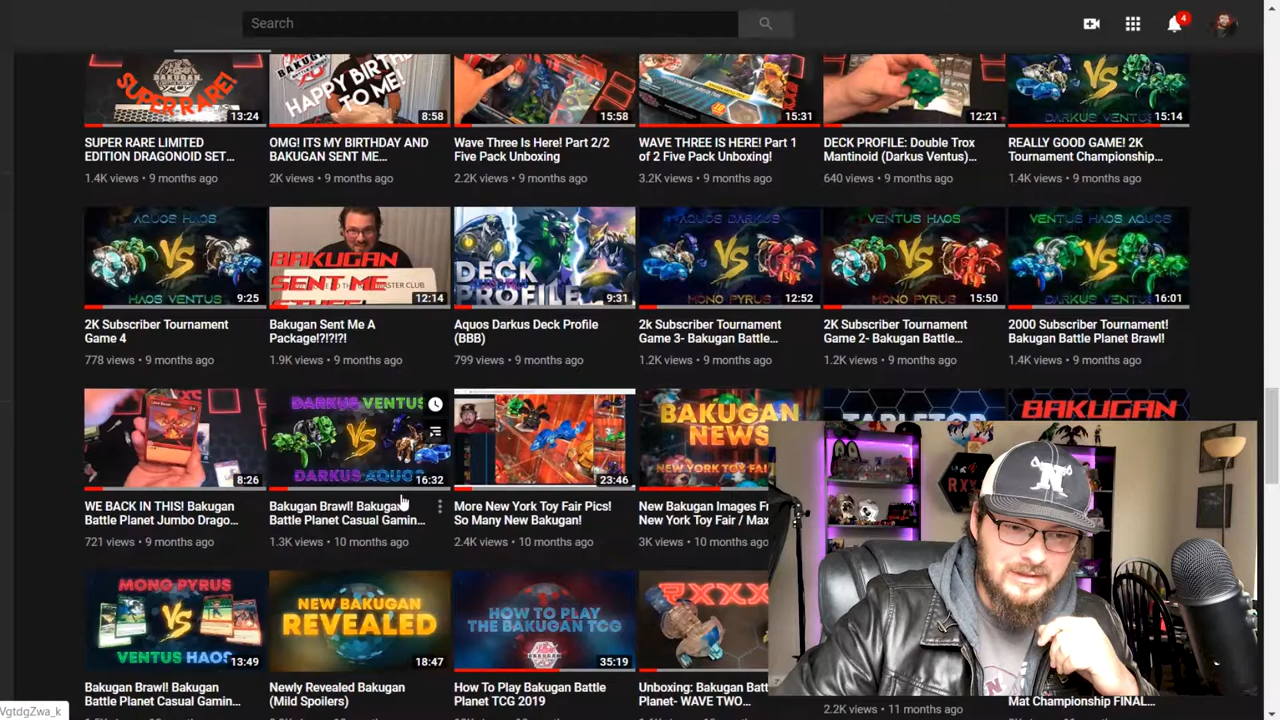 Search
4
SUPER RARE!
BAKUGAN
HAPPY BIRTH
TO ME!
VS
13:24
8:58
15:58
15:31
12:21
DARKUS VENTUS
15:14
SUPER RARE LIMITED
EDITION DRAGONOID SET...
1.4K views • 9 months ago
OMG! ITS MY BIRTHDAY AND
BAKUGAN SENT ME...
2K views • 9 months ago
Wave Three Is Here! Part 2/2
Five Pack Unboxing
2.2K views • 9 months ago
WAVE THREE IS HERE! Part 1
of 2 Five Pack Unboxing!
3.2K views • 9 months ago
DECK PROFILE: Double Trox
Mantinoid (Darkus Ventus)...
640 views • 9 months ago
REALLY GOOD GAME! 2K
Tournament Championship...
1.4K views • 9 months ago
AQUOS HAOS
VS
HAOS VENTUS
9:25
BAKUGAN
SENT ME
STUFF!
MASTER CLUB
12:14
DECK
PROFILE
9:31
AQUOS DARKUS
VS
MONO PYRUS
12:52
VENTUS HAOS
VS
MONO PYRUS
15:50
VENTUS HAOS AQUOS
VS
DARKUS VENTUS
16:01
2K Subscriber Tournament
Game 4
778 views • 9 months ago
Bakugan Sent Me A
Package!?!?!?!
1.9K views • 9 months ago
Aquos Darkus Deck Profile
(BBB)
799 views • 9 months ago
2k Subscriber Tournament
Game 3- Bakugan Battle...
1.2K views • 9 months ago
2K Subscriber Tournament
Game 2- Bakugan Battle...
1.2K views • 9 months ago
2000 Subscriber Tournament!
Bakugan Battle Planet Brawl!
1.4K views • 9 months ago
8:26
DARKUS VENTUS
VS
DARKUS AQUOS
16:32
23:46
BAKUGAN
NEWS
NEW YORK TOY FAI
TABLETOP
BAKUGAN
WE BACK IN THIS! Bakugan
Battle Planet Jumbo Drago...
721 views • 9 months ago
Bakugan Brawl! Bakugan
Battle Planet Casual Gamin...
1.3K views • 10 months ago
More New York Toy Fair Pics!
So Many New Bakugan!
2.4K views • 10 months ago
New Bakugan Images Fr
New York Toy Fair / Max
3K views • 10 months ago
RXX
N
MONO PYRUS
VS
VENTUS HAOS
13:49
NEW BAKUGAN
REVEALED
18:47
HOW TO PLAY
THE BAKUGAN TCG
BAKUGAN
35:19
RXXX
Bakugan Brawl! Bakugan
Battle Planet Casual Gamin...
Newly Revealed Bakugan
(Mild Spoilers)
How To Play Bakugan Battle
Planet TCG 2019
Unboxing: Bakugan Batt
Planet- WAVE TWO...
2.2K views • 11 months ago
Mat Championship FINAL...
VgtdgZwa_k